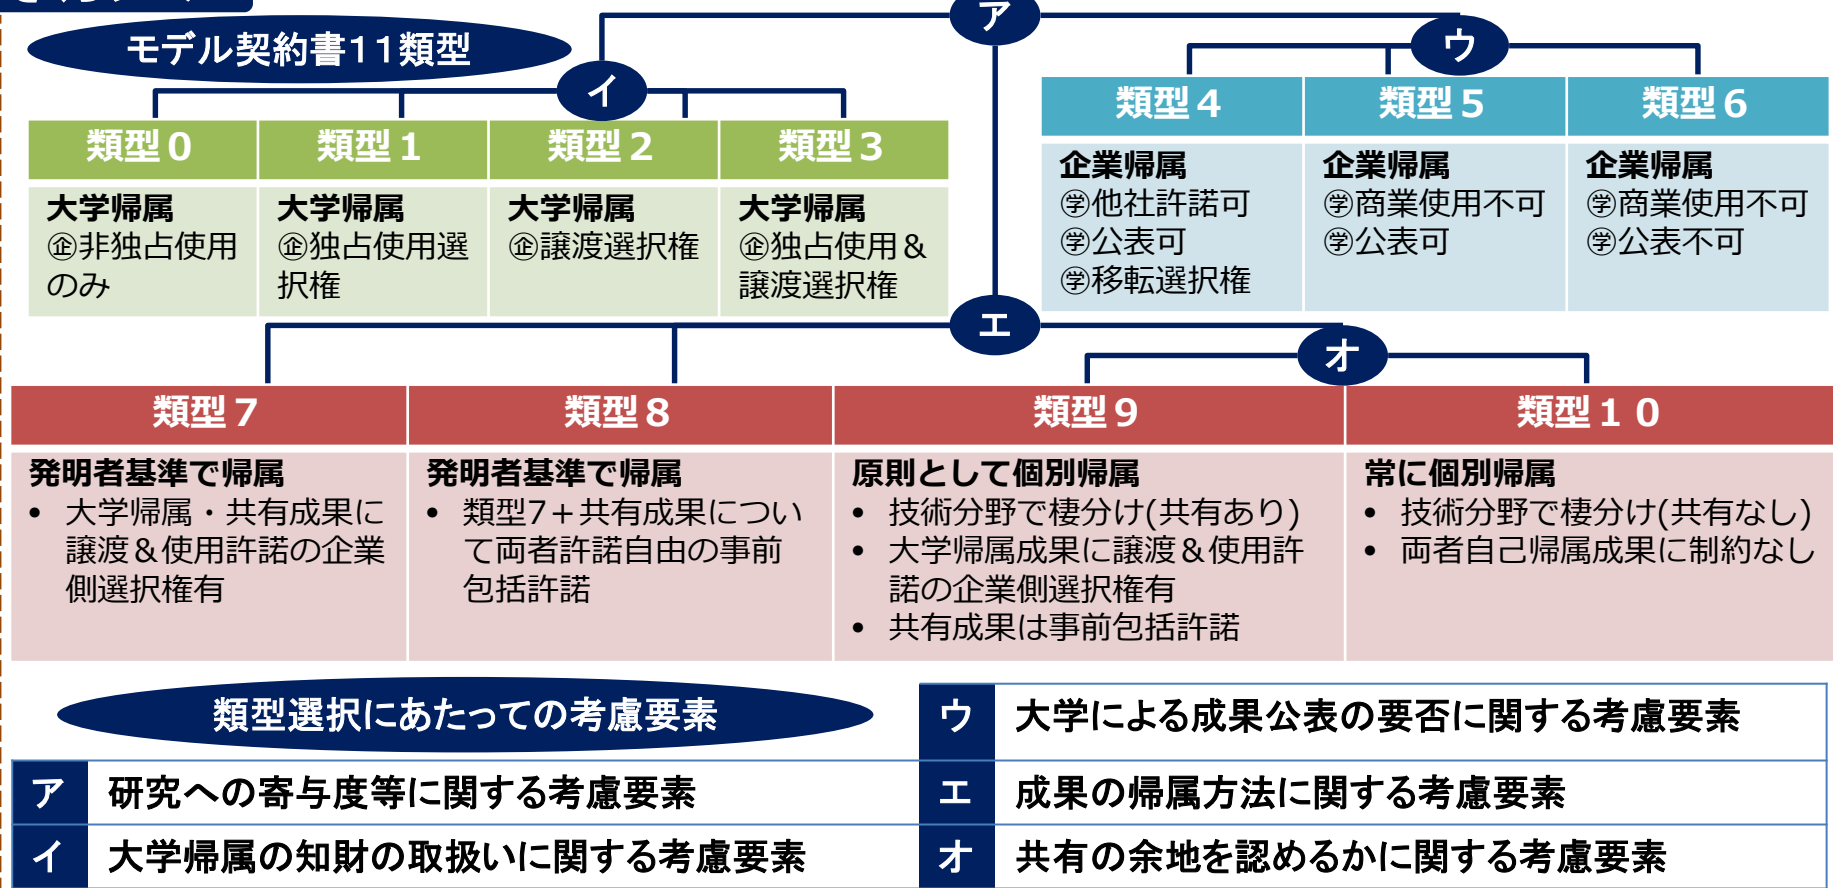 ア
モデル契約書11類型
ウ
イ
類型0
類型1
類型2
類型3
大学帰属
㊭非独占使用
のみ
大学帰属
㊭独占使用選
択権
大学帰属
㊭譲渡選択権
大学帰属
㊭独占使用＆
譲渡選択権
類型4
類型5
類型6
企業帰属
㊫他社許諾可
㊫公表可
㊫移転選択権
企業帰属
㊫商業使用不可
㊫公表可
企業帰属
㊫商業使用不可
㊫公表不可
エ
オ
類型7
類型8
類型9
類型１０
発明者基準で帰属
• 大学帰属・共有成果に
譲渡＆使用許諾の企業
側選択権有
発明者基準で帰属
• 類型7＋共有成果につい
て両者許諾自由の事前
包括許諾
原則として個別帰属
• 技術分野で棲分け(共有あり)
• 大学帰属成果に譲渡＆使用許
諾の企業側選択権有
• 共有成果は事前包括許諾
常に個別帰属
• 技術分野で棲分け(共有なし)
• 両者自己帰属成果に制約なし
類型選択にあたっての考慮要素
ア 研究への寄与度等に関する考慮要素
イ 大学帰属の知財の取扱いに関する考慮要素
ウ 大学による成果公表の要否に関する考慮要素
エ 成果の帰属方法に関する考慮要素
オ 共有の余地を認めるかに関する考慮要素